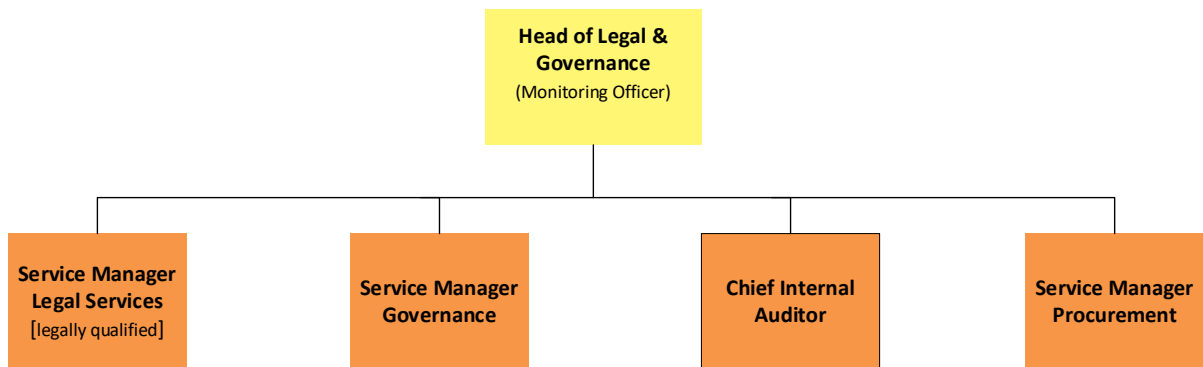 Head of Legal &
Governance
(Monitoring Officer)
Service Manager
Legal Services
[legally qualified]
Service Manager
Governance
Chief Internal
Auditor
Service Manager
Procurement